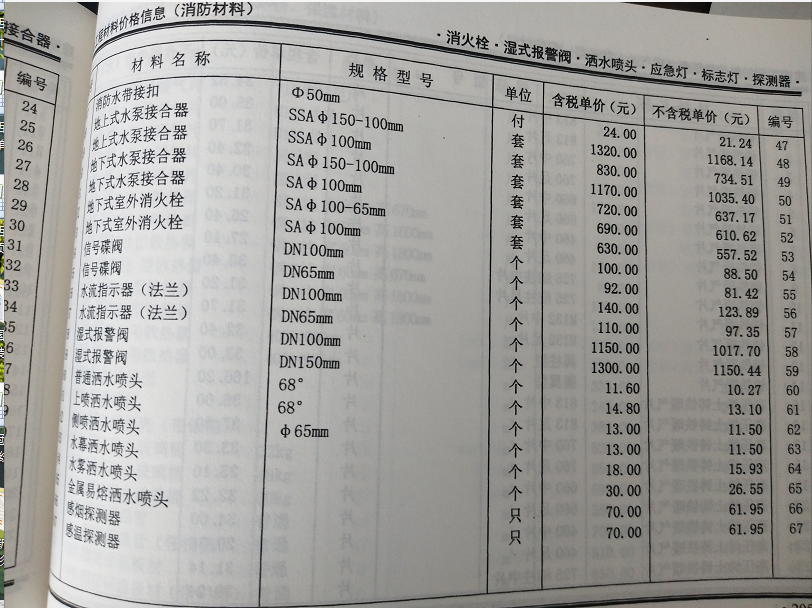 材料价格信息（消防材料）
·消火栓·湿式报警阀·洒水喷头·应急灯·标志灯·探测器·
接合器·
编号
24
25
26
27
28
29
30
31
32
33
34
材料名称 规格型号 单位 含税单价（元） 不含税单价（元） 编号
消防水带接扣 Φ50mm 付 24.00 21.24 47
地上式水泵接合器 SSAφ150-100mm 套 1320.00 1168.14 48
地上式水泵接合器 SSAφ100mm 套 830.00 734.51 49
地下式水泵接合器 SAφ150-100mm 套 1170.00 1035.40 50
地下式水泵接合器 SAφ100mm 套 720.00 637.17 51
地下式室外消火栓 SAφ100-65mm 套 690.00 610.62 52
地下式室外消火栓 SAφ100mm 套 630.00 557.52 53
信号碟阀 DN100mm 个 100.00 88.50 54
信号碟阀 DN65mm 个 92.00 81.42 55
水流指示器（法兰） DN100mm 个 140.00 123.89 56
水流指示器（法兰） DN65mm 个 110.00 97.35 57
湿式报警阀 DN100mm 个 1150.00 1017.70 58
湿式报警阀 DN150mm 个 1300.00 1150.44 59
普通洒水喷头 68° 个 11.60 10.27 60
上喷洒水喷头 68° 个 14.80 13.10 61
侧喷洒水喷头 φ65mm 个 13.00 11.50 62
水幕洒水喷头 个 13.00 11.50 63
水雾洒水喷头 个 18.00 15.93 64
金属易熔洒水喷头 个 30.00 26.55 65
感烟探测器 只 70.00 61.95 66
感温探测器 只 70.00 61.95 67